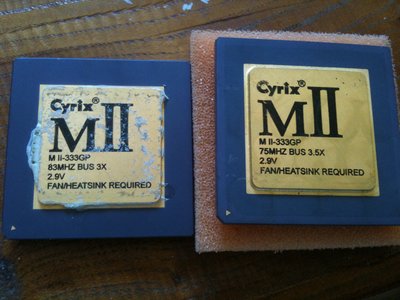 Cyrix®
MII
M II-333GP
83MHZ BUS 3X
2.9V
FAN/HEATSINK REQUIRED
Cyrix®
MII
M II-333GP
75MHZ BUS 3.5X
2.9V
FAN/HEATSINK REQUIRED